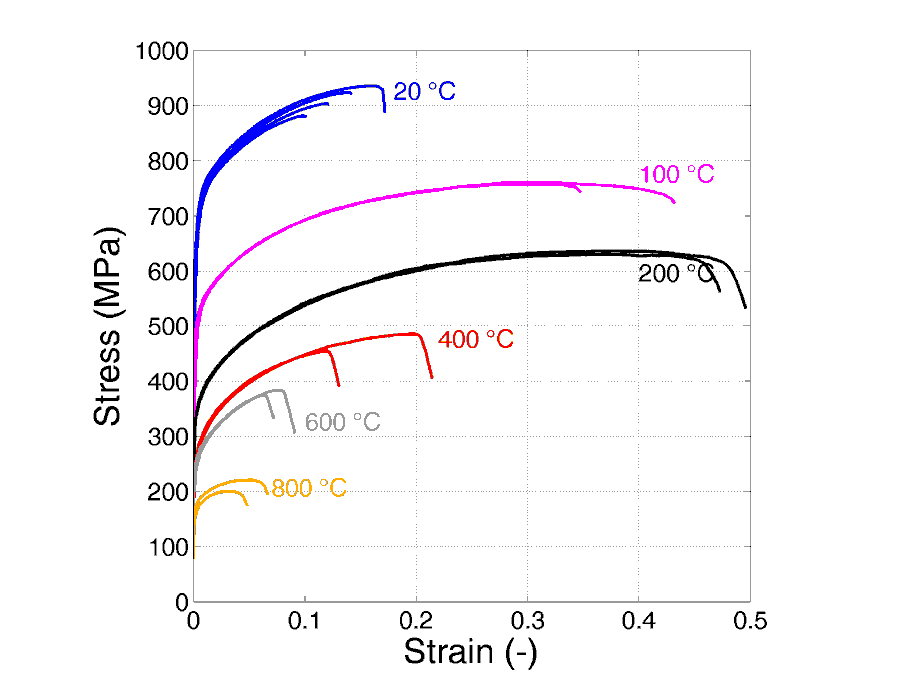 1000
900
800
700
600
500
400
300
200
100
0
Stress (MPa)
20 °C
100 °C
200 °C
400 °C
600 °C
800 °C
0
0.1
0.2
0.3
0.4
0.5
Strain (-)